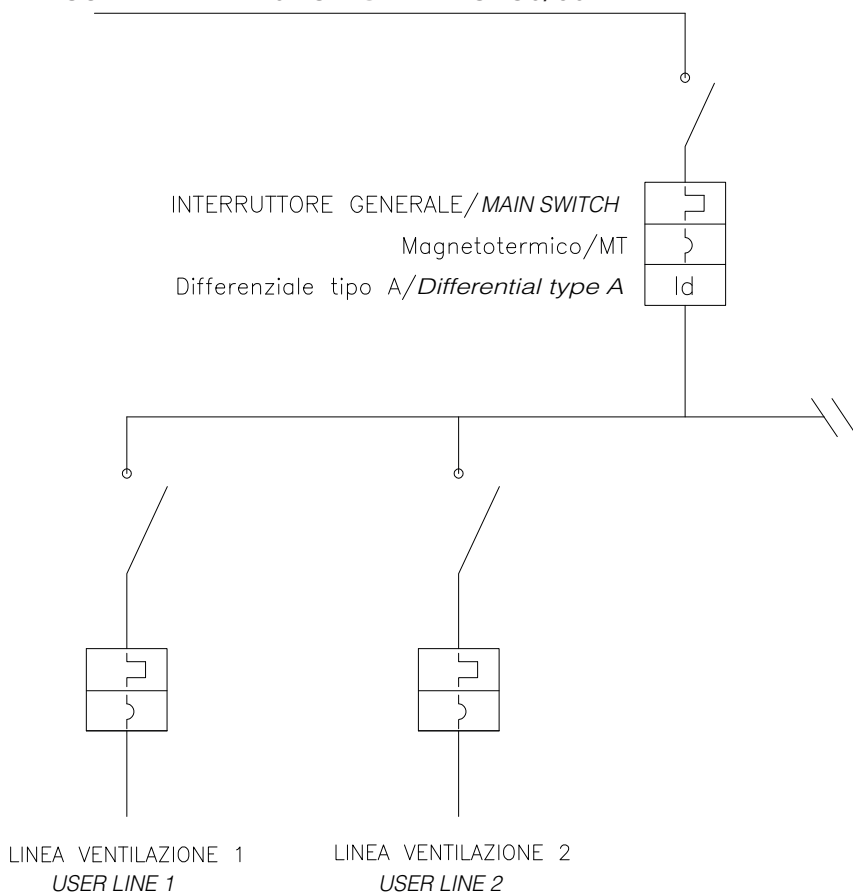 INTERRUTTORE GENERALE/MAIN SWITCH
Magnetotermico/MT
Differenziale tipo A/Differential type A
Id
LINEA VENTILAZIONE 1
USER LINE 1
LINEA VENTILAZIONE 2
USER LINE 2